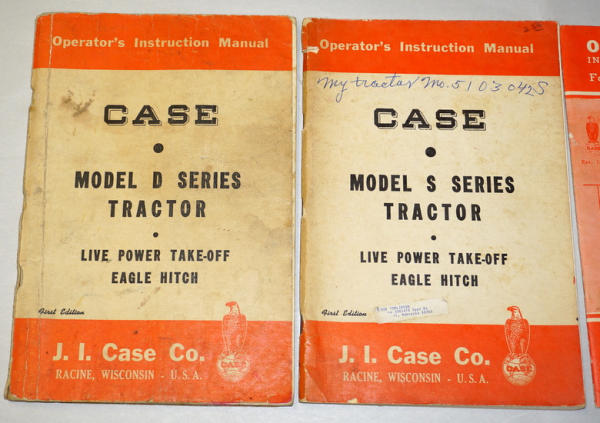 Operator's Instruction Manual
CASE
MODEL D SERIES
TRACTOR
LIVE POWER TAKE-OFF
EAGLE HITCH
First Edition
J. I. Case Co.
RACINE, WISCONSIN - U.S.A.
CASE
Operator's Instruction Manual
My tractor No. 5103042S
CASE
MODEL S SERIES
TRACTOR
LIVE POWER TAKE-OFF
EAGLE HITCH
First Edition
J. I. Case Co.
RACINE, WISCONSIN - U.S.A.
CASE
O
IN
F